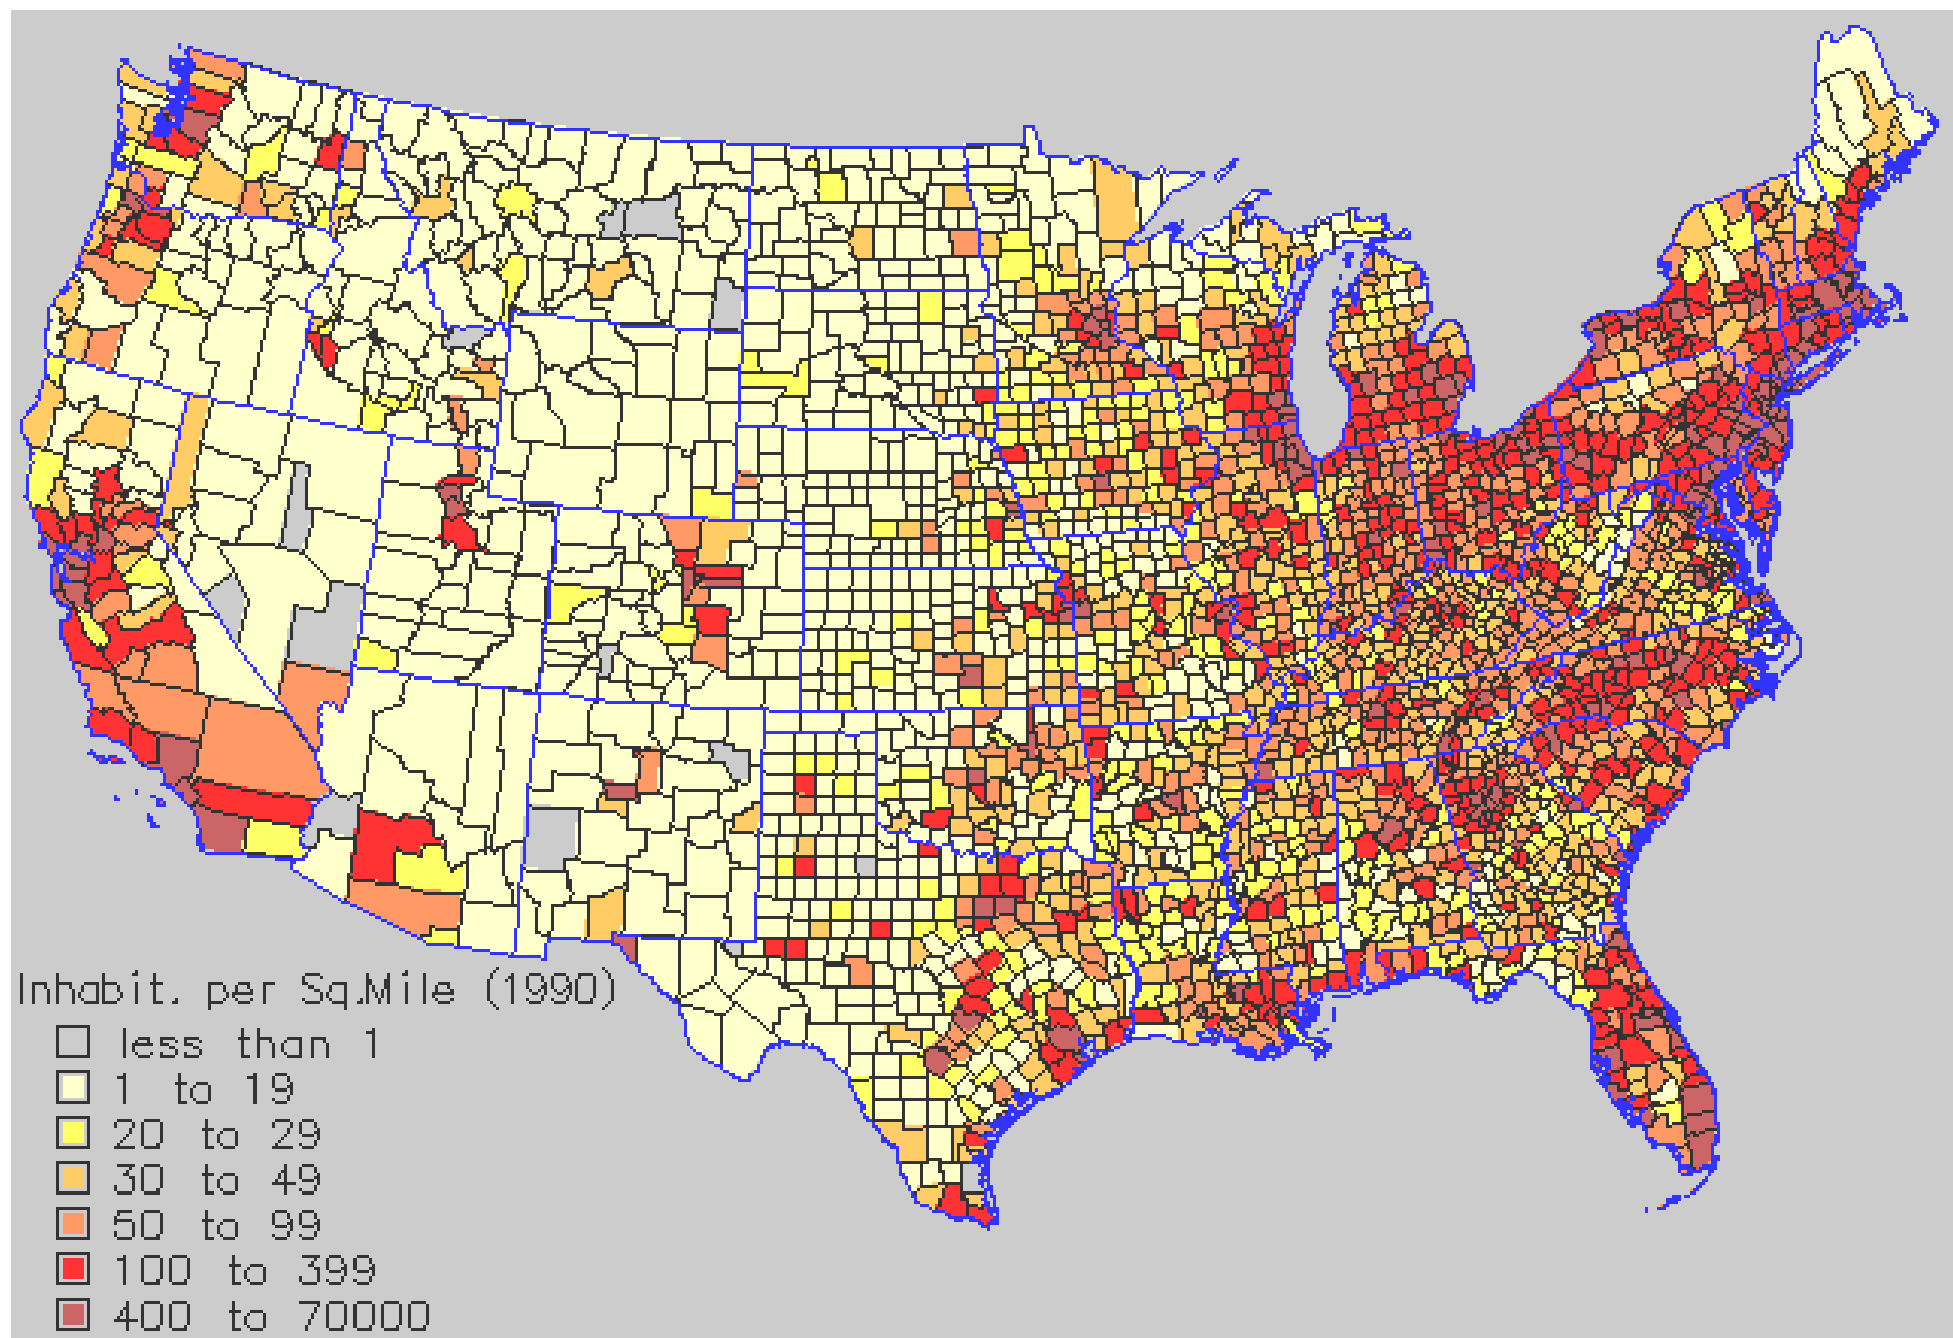 Inhabit. per Sq.Mile (1990)
less than 1
1 to 19
20 to 29
30 to 49
50 to 99
100 to 399
400 to 70000